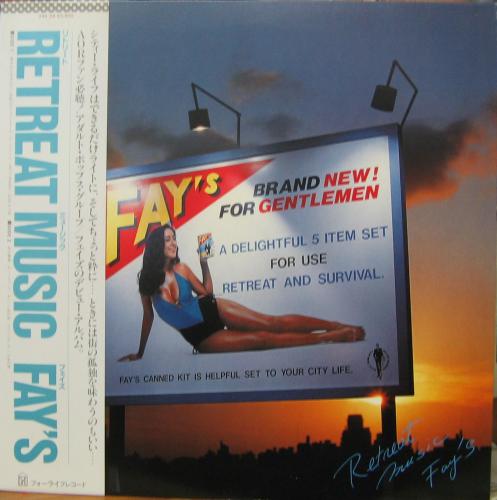 リトリート
ミュージック
フェイズ
RETREAT MUSIC FAY'S
シティー・ライフはできるだけライトに、そしてちょっと粋に……ときには街の孤独を味わうのもいい…
AORファン必聴!アダルト・ポップス・グループ フェイズのデビュー・アルバム。
フォーライフレコード
FAY'S
BRAND NEW!
FOR GENTLEMEN
A DELIGHTFUL 5 ITEM SET
FOR USE
RETREAT AND SURVIVAL.
FAY'S CANNED KIT IS HELPFUL SET TO YOUR CITY LIFE.
Retreat
music
Fay's